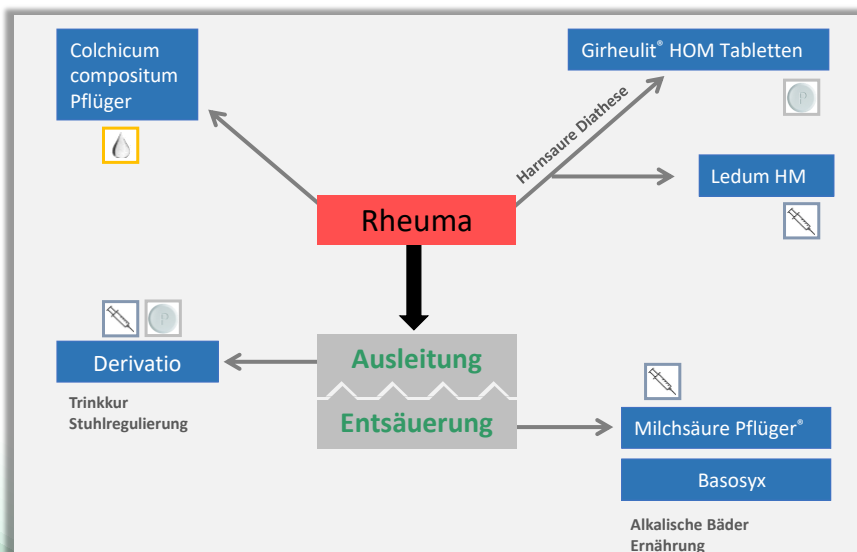 Colchicum
compositum
Pflüger
Girheulit® HOM Tabletten
Harnsaure Diathese
Ledum HM
Rheuma
Derivatio
Trinkkur
Stuhlregulierung
Ausleitung
Entsäuerung
Milchsäure Pflüger®
Basosyx
Alkalische Bäder
Ernährung